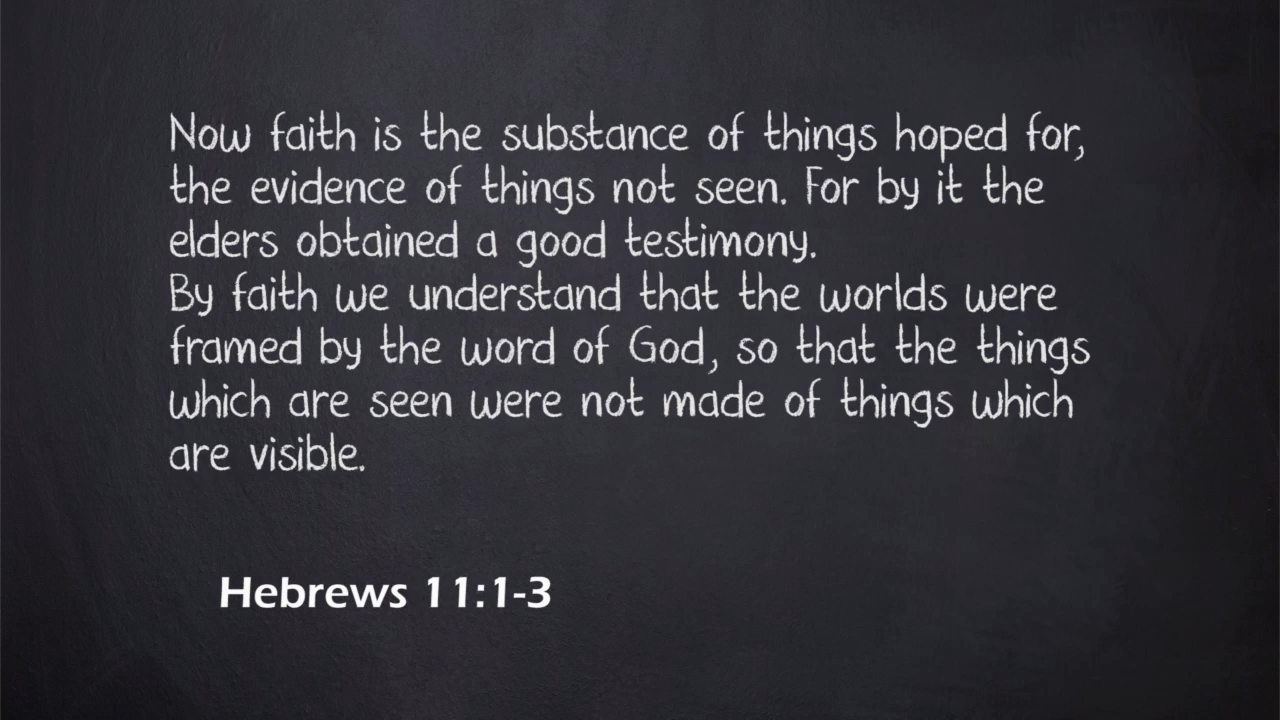 Now faith is the substance of things hoped for,
the evidence of things not seen. For by it the
elders obtained a good testimony.
By faith we understand that the worlds were
framed by the word of God, so that the things
which are seen were not made of things which
are visible.
Hebrews 11:1-3